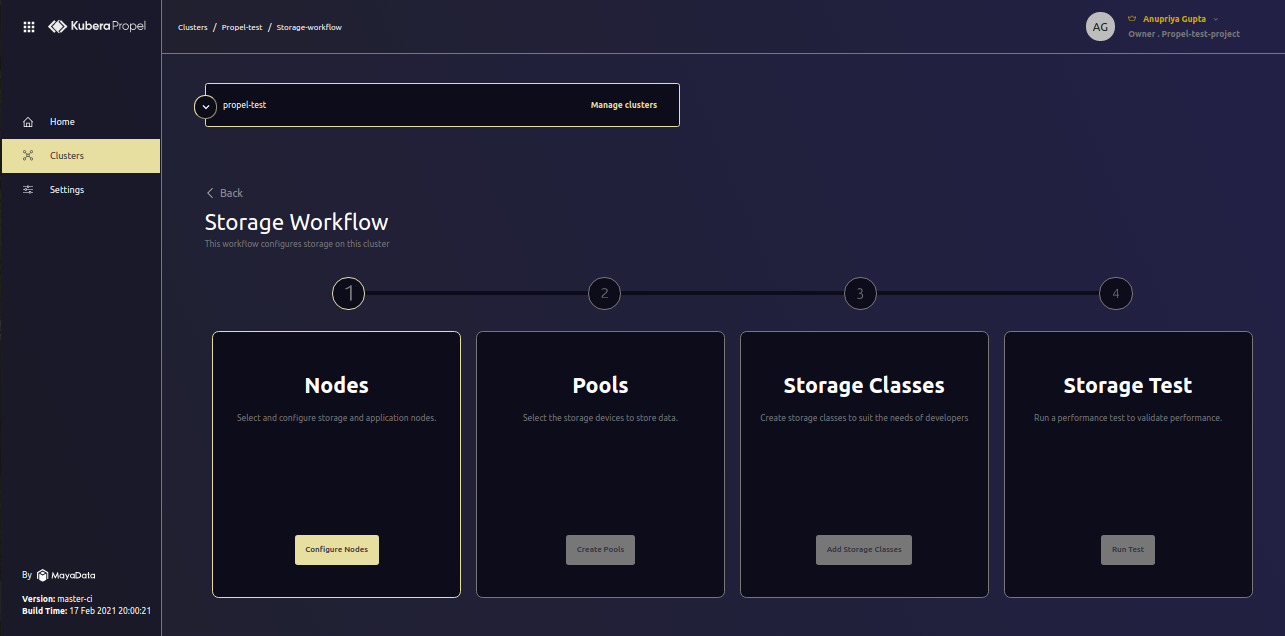 Kubera Propel
Clusters / Propel-test / Storage-workflow
AG
Anupriya Gupta
Owner . Propel-test-project
Home
Clusters
Settings
propel-test
Manage clusters
Back
Storage Workflow
This workflow configures storage on this cluster
1
2
3
4
Nodes
Select and configure storage and application nodes.
Configure Nodes
Pools
Select the storage devices to store data.
Create Pools
Storage Classes
Create storage classes to suit the needs of developers
Add Storage Classes
Storage Test
Run a performance test to validate performance.
Run Test
By MayaData
Version: master-ci
Build Time: 17 Feb 2021 20:00:21